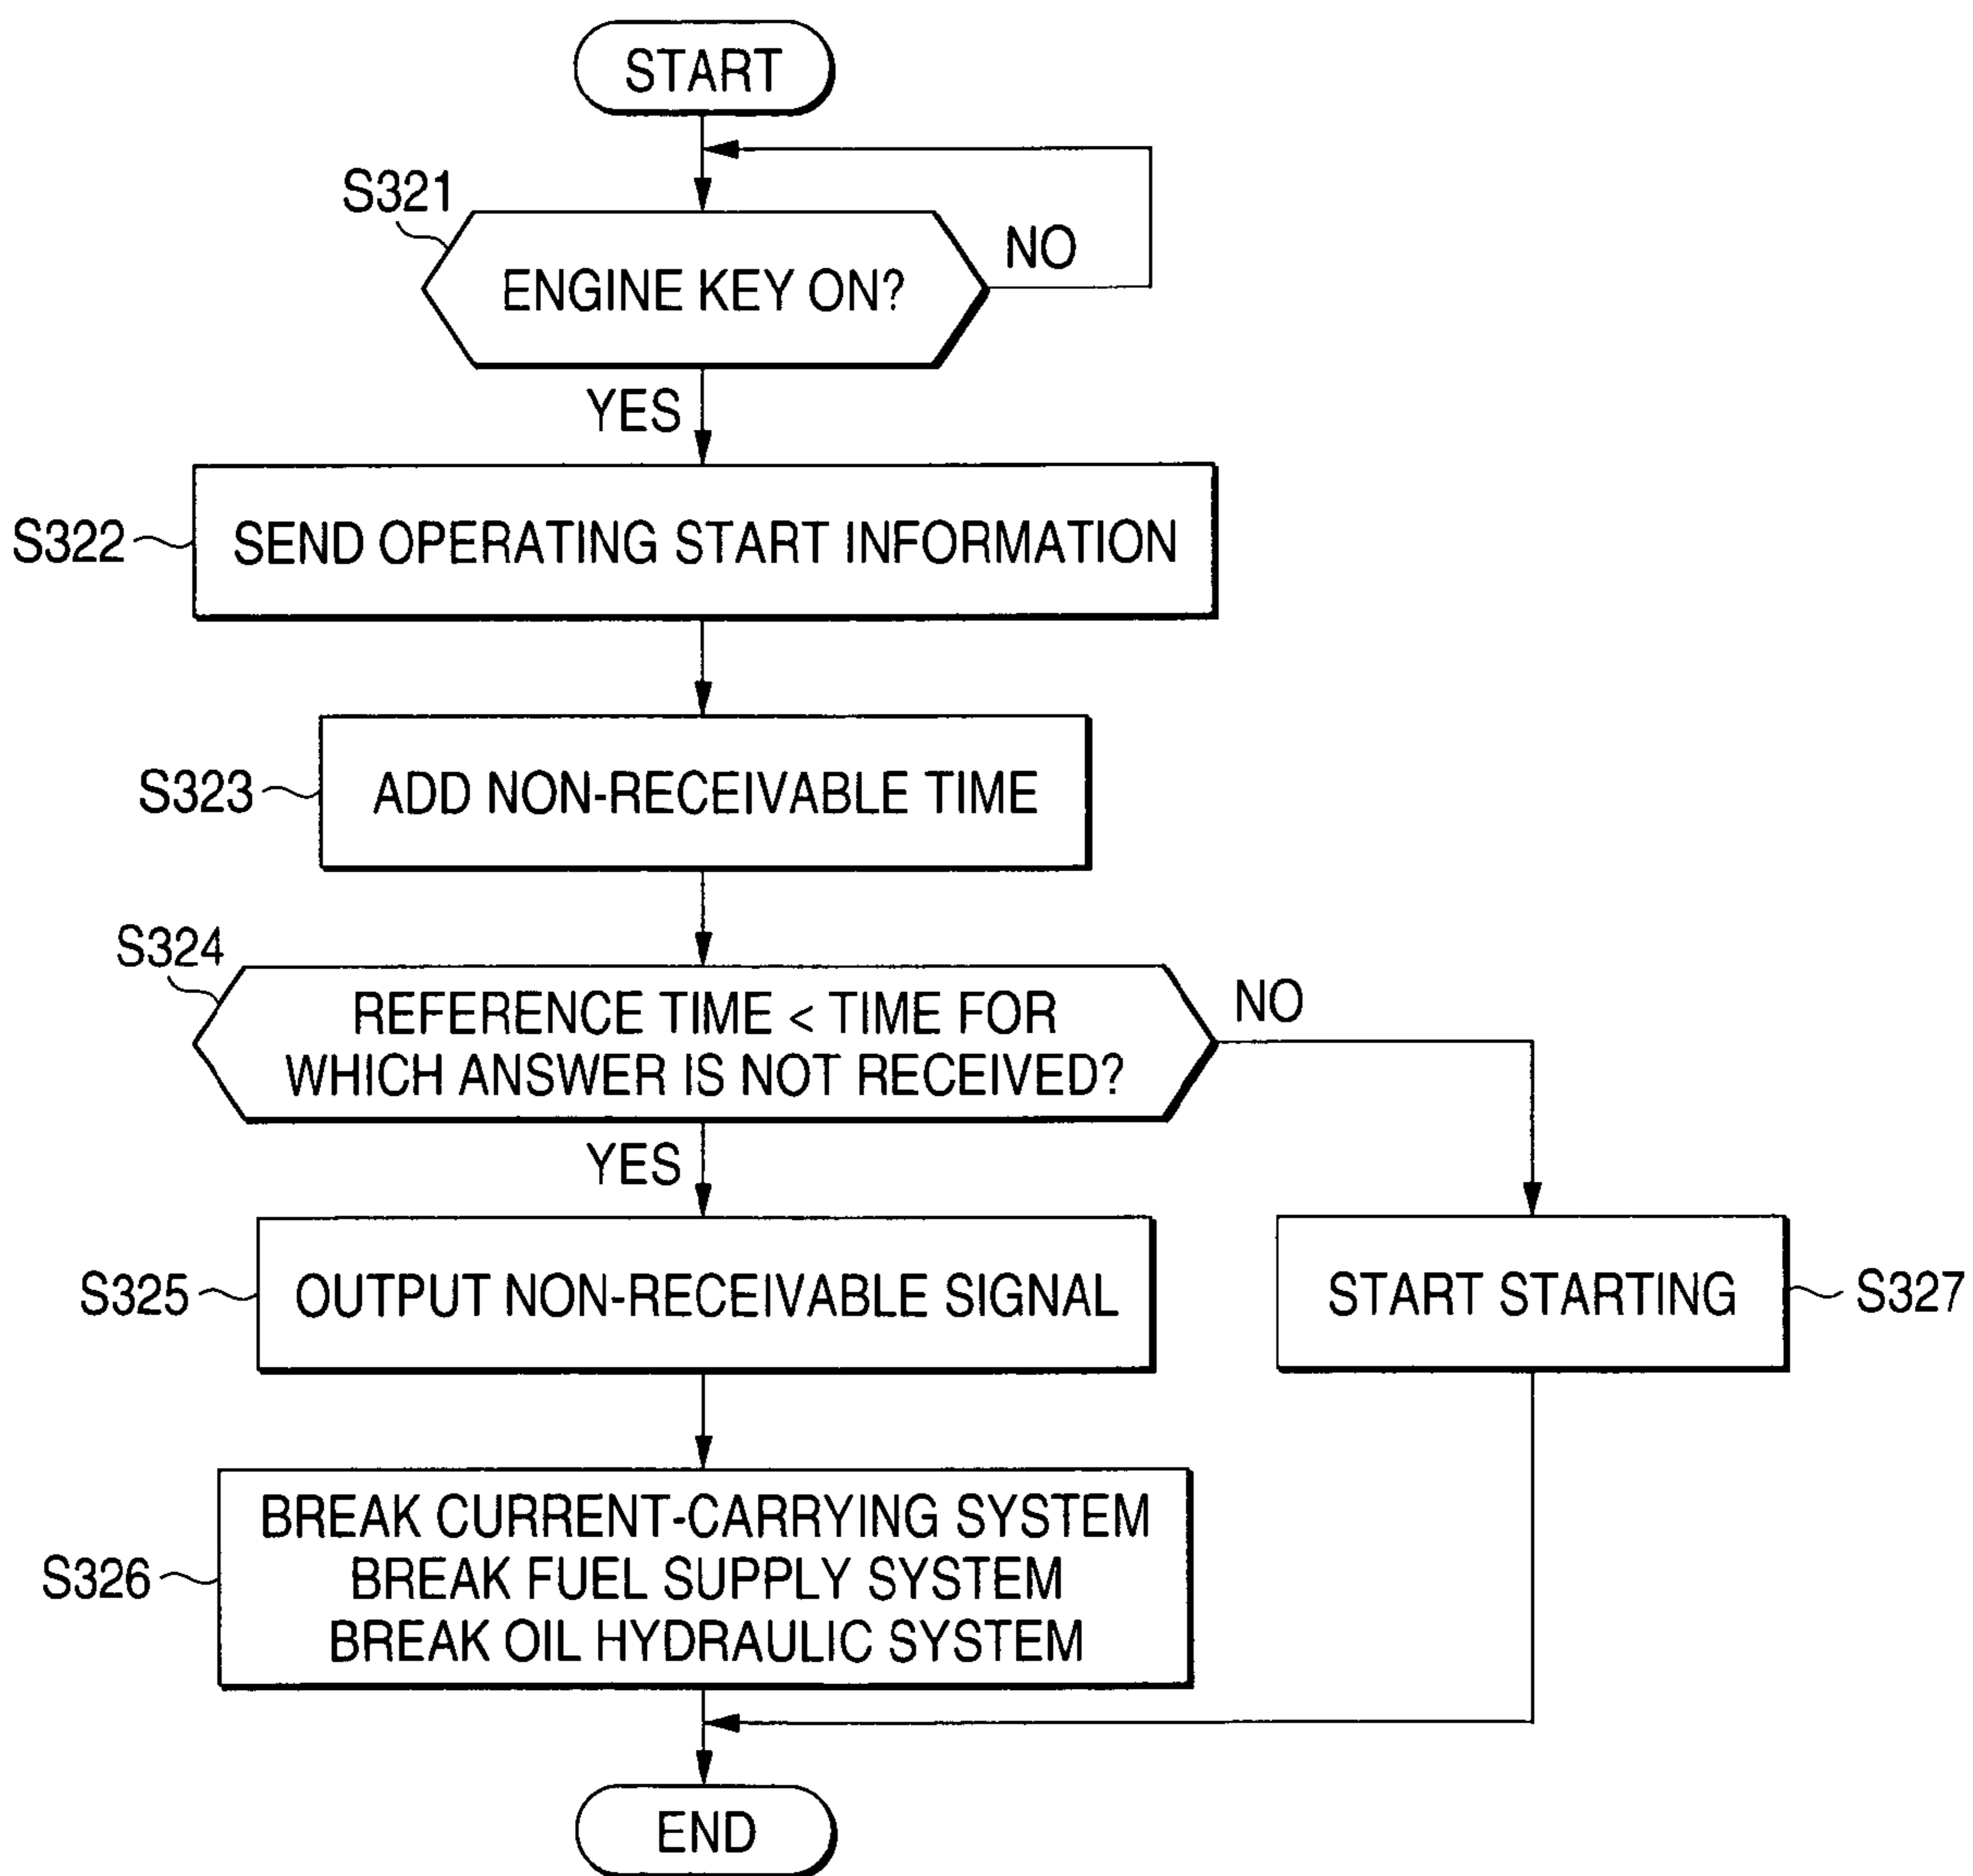 START
S321
ENGINE KEY ON?
NO
YES
S322
SEND OPERATING START INFORMATION
S323
ADD NON-RECEIVABLE TIME
S324
REFERENCE TIME < TIME FOR
WHICH ANSWER IS NOT RECEIVED?
NO
YES
S325
OUTPUT NON-RECEIVABLE SIGNAL
START STARTING
S327
S326
BREAK CURRENT-CARRYING SYSTEM
BREAK FUEL SUPPLY SYSTEM
BREAK OIL HYDRAULIC SYSTEM
END